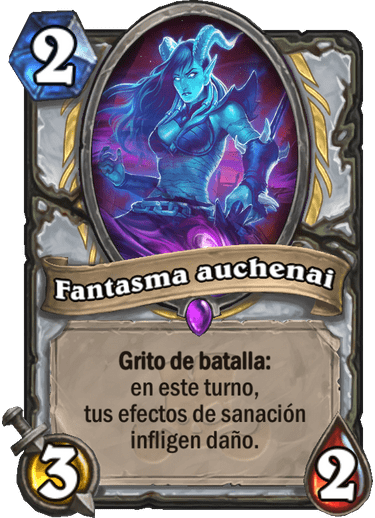 2
Fantasma auchenai
Grito de batalla:
en este turno,
tus efectos de sanación
infligen daño.
3
2